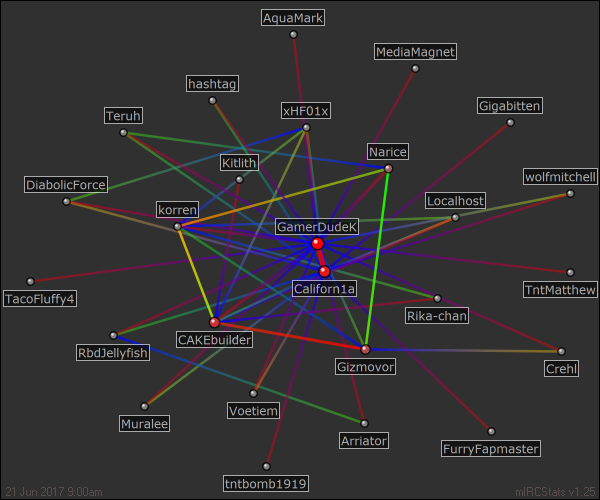 AquaMark
MediaMagnet
hashtag
Gigabitten
xHF01x
Teruh
Narice
Kitlith
wolfmitchell
DiabolicForce
Localhost
korren
GamerDudeK
Californ1a
TacoFluffy4
TntMatthew
Rika-chan
CAKEbuilder
RbdJellyfish
Gizmovor
Crehl
Voetiem
Muralee
Arriator
FurryFapmaster
tntbomb1919
21 Jun 2017 9:00am
mIRCStats v1.25